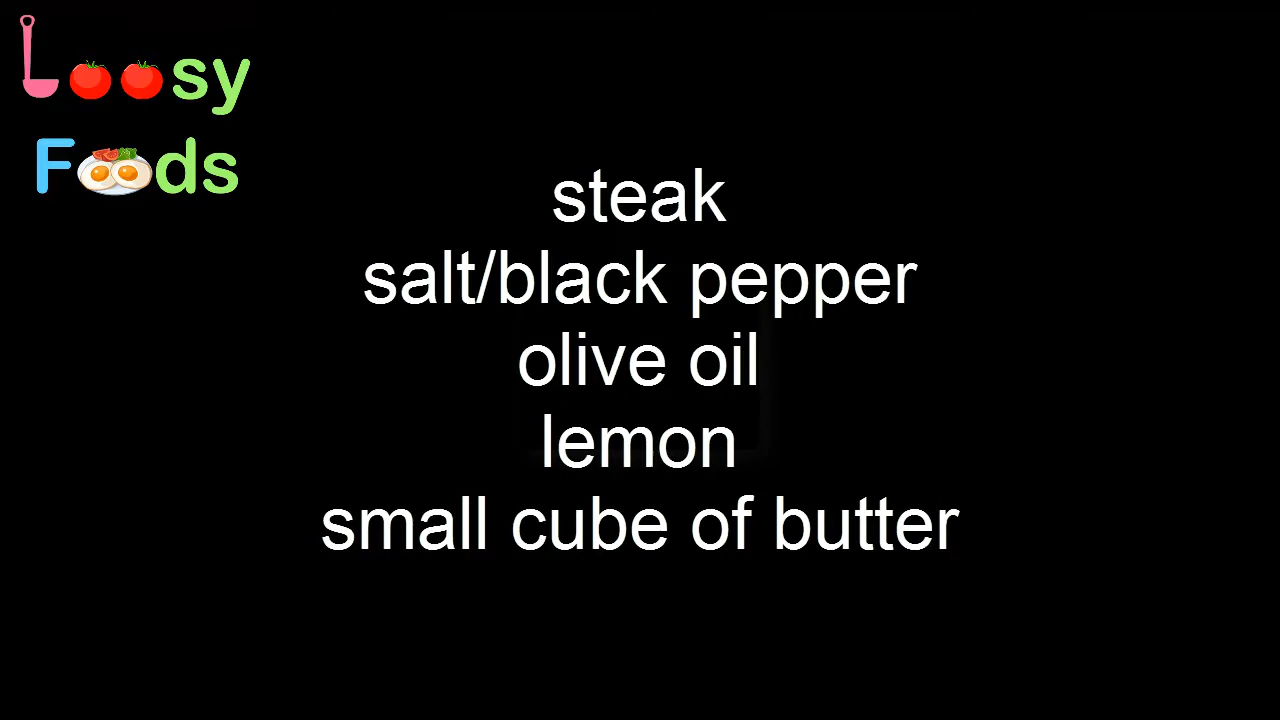 Loosy
Foods
steak
salt/black pepper
olive oil
lemon
small cube of butter